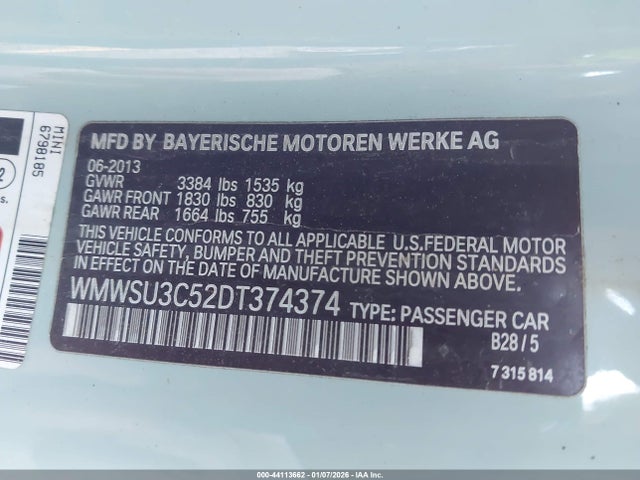 MFD BY BAYERISCHE MOTOREN WERKE AG
06-2013
GVWR 3384 lbs 1535 kg
GAWR FRONT 1830 lbs 830 kg
GAWR REAR 1664 lbs 755 kg
THIS VEHICLE CONFORMS TO ALL APPLICABLE U.S.FEDERAL MOTOR
VEHICLE SAFETY, BUMPER AND THEFT PREVENTION STANDARDS
IN EFFECT ON THE DATE OF MANUFACTURE SHOWN ABOVE.
WMWSU3C52DT374374 TYPE: PASSENGER CAR
B28/5
7315814
MINI
6798185
2
s.
000-44113662 - 01/07/2026 - IAA Inc.